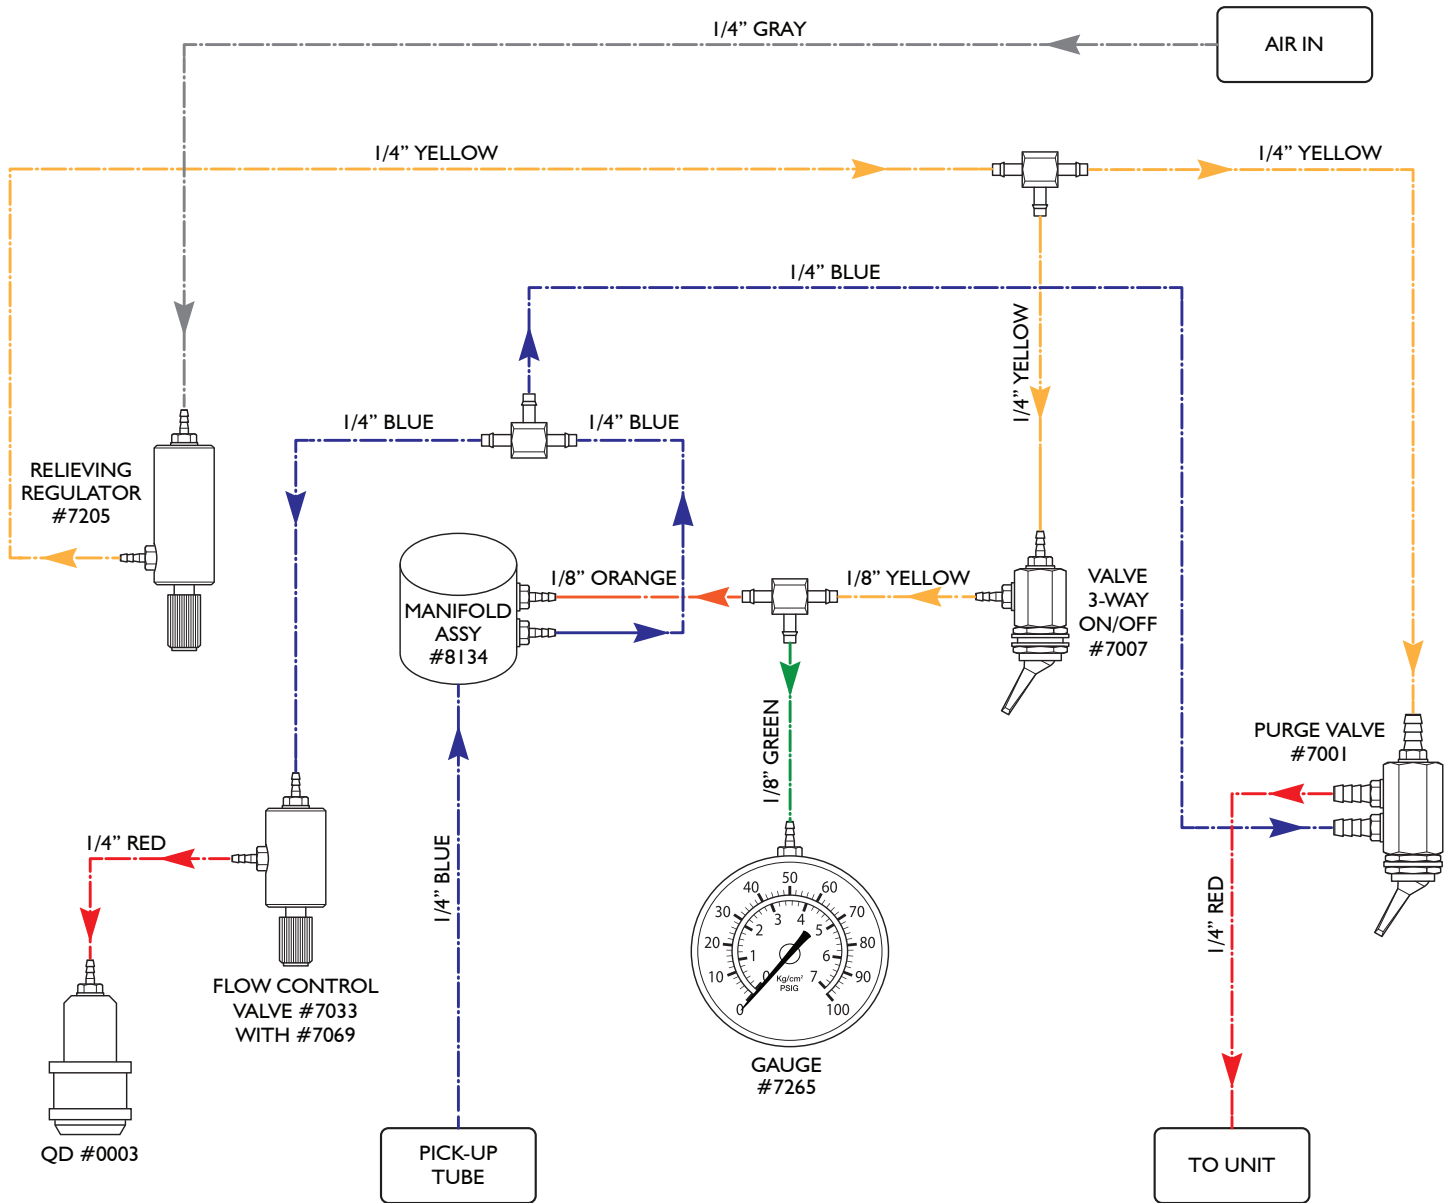 1/4” GRAY
AIR IN
1/4” YELLOW
1/4” YELLOW
1/4” BLUE
1/4” YELLOW
1/4” BLUE
1/4” BLUE
RELIEVING
REGULATOR
#7205
1/8” ORANGE
1/8” YELLOW
VALVE
3-WAY
ON/OFF
#7007
MANIFOLD
ASSY
#8134
1/8” GREEN
PURGE VALVE
#7001
1/4” RED
1/4” BLUE
1/4” RED
0
10
20
30
40
50
60
70
80
90
100
0
1
2
3
4
5
6
7
Kg/cm²
PSIG
FLOW CONTROL
VALVE #7033
WITH #7069
GAUGE
#7265
QD #0003
PICK-UP
TUBE
TO UNIT